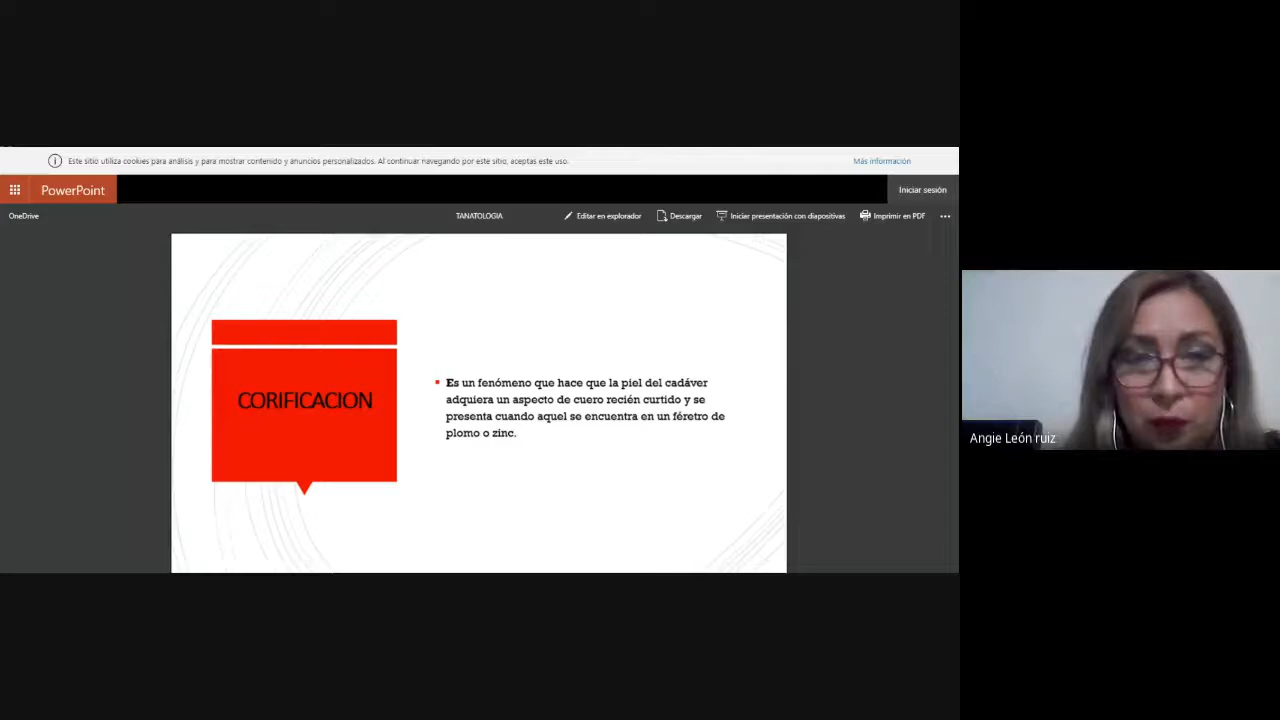 Este sitio utiliza cookies para análisis y para mostrar contenido y anuncios personalizados. Al continuar navegando por este sitio, aceptas este uso.
Más información
PowerPoint
Iniciar sesión
OneDrive
TANATOLOGIA
Editar en explorador
Descargar
Iniciar presentación con diapositivas
Imprimir en PDF
CORIFICACION
Es un fenómeno que hace que la piel del cadáver
adquiera un aspecto de cuero recién curtido y se
presenta cuando aquel se encuentra en un féretro de
plomo o zinc.
Angie León ruiz